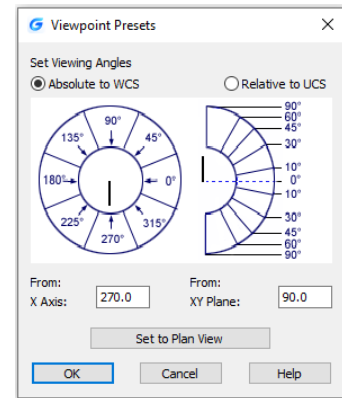 Viewpoint Presets
Set Viewing Angles
Absolute to WCS
Relative to UCS
90°
135°
45°
180°
0°
225°
315°
270°
90°
60°
45°
30°
10°
0°
10°
30°
45°
60°
90°
From:
X Axis: 270.0
From:
XY Plane: 90.0
Set to Plan View
OK Cancel Help